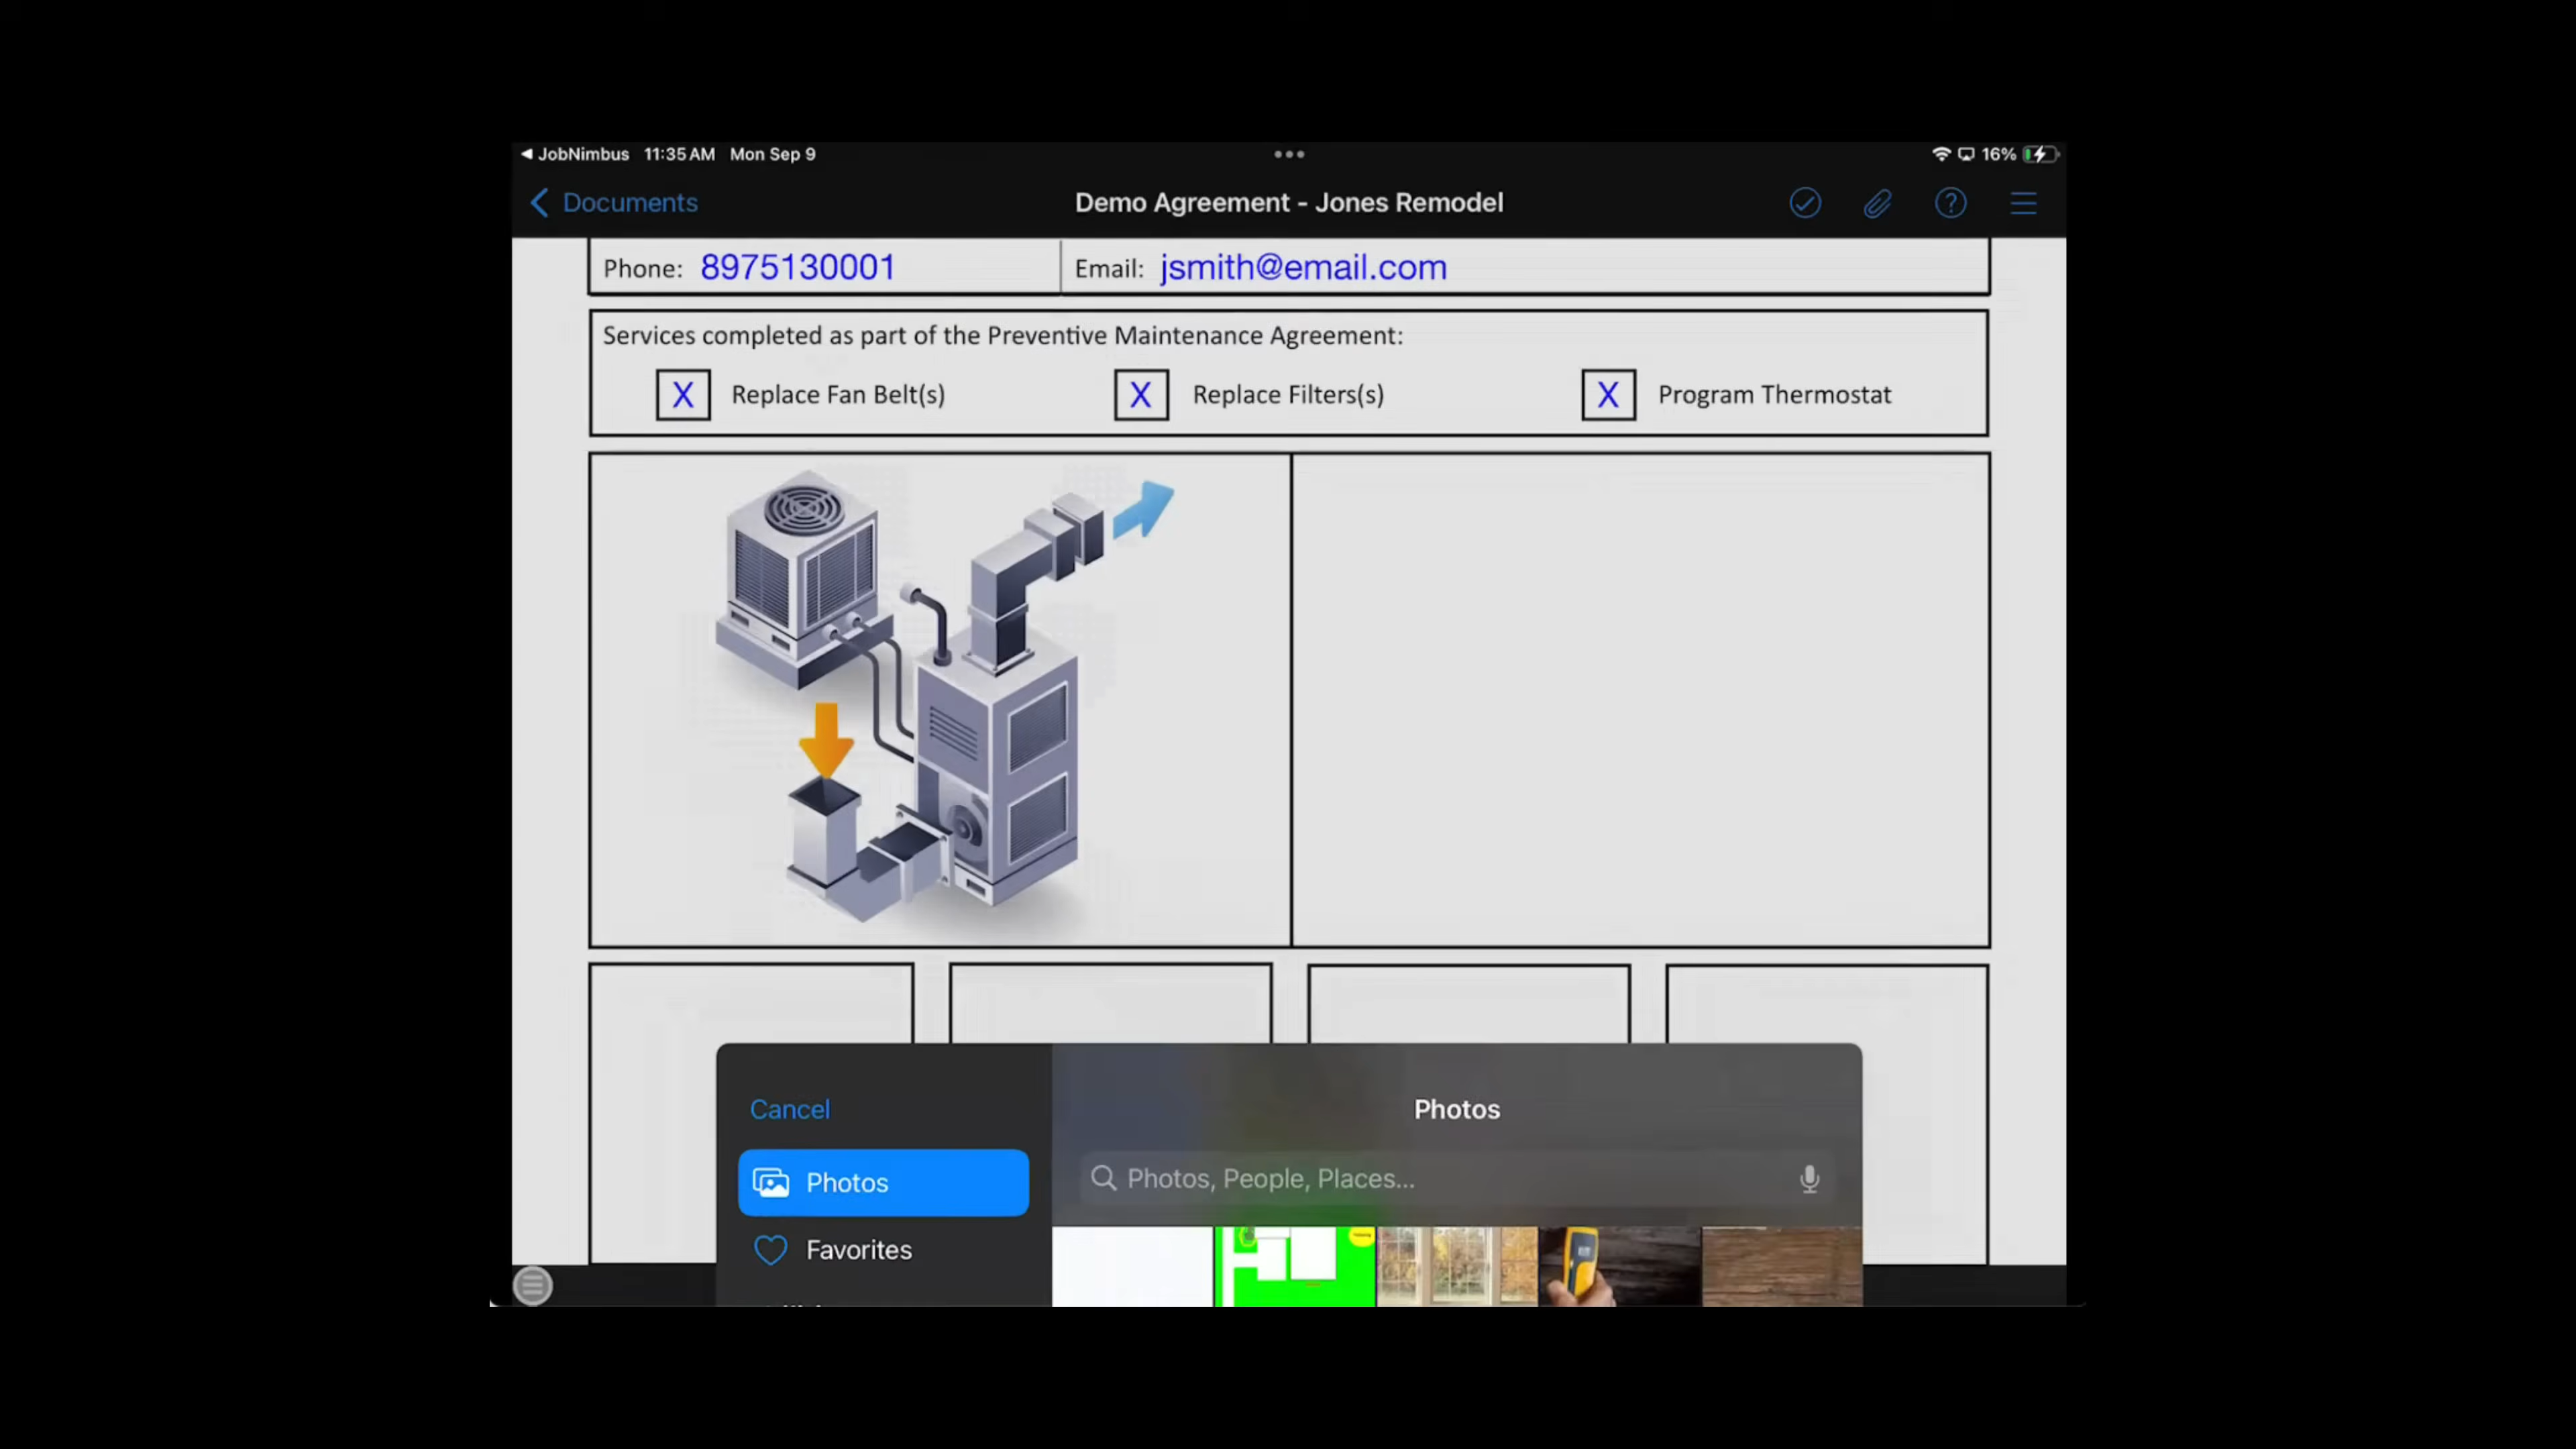 JobNimbus 11:35 AM Mon Sep 9 16%
Documents Demo Agreement - Jones Remodel
Phone: 8975130001 Email: jsmith@email.com
Services completed as part of the Preventive Maintenance Agreement:
X Replace Fan Belt(s) X Replace Filters(s) X Program Thermostat
Cancel Photos
Photos Photos, People, Places...
Favorites